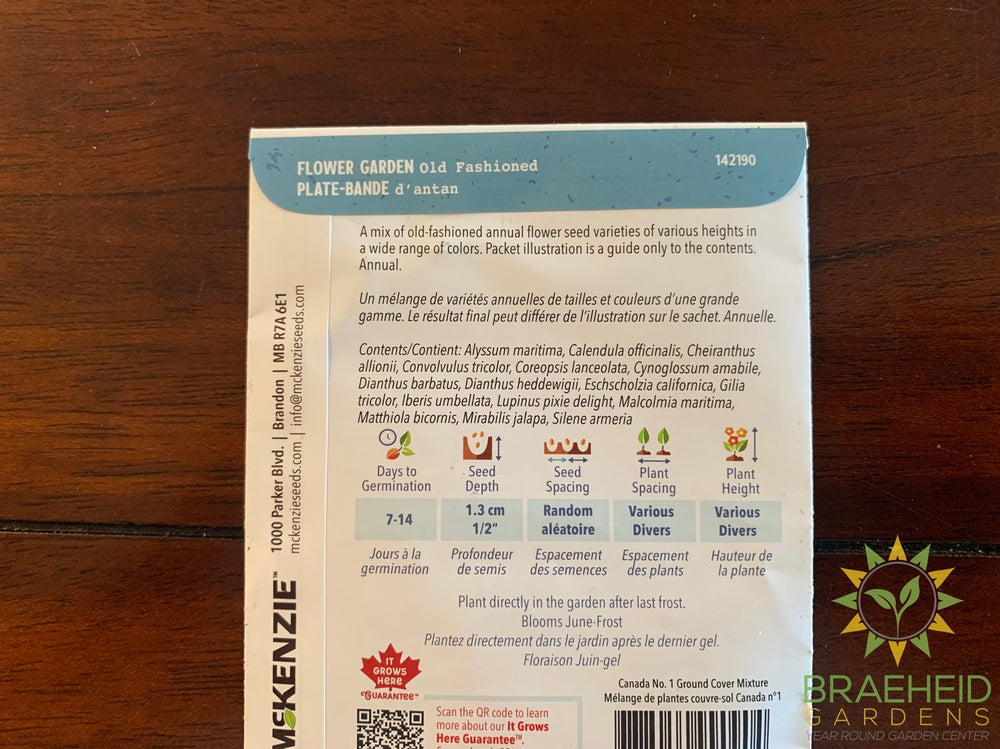 FLOWER GARDEN Old Fashioned
PLATE-BANDE d'antan
142190
A mix of old-fashioned annual flower seed varieties of various heights in
a wide range of colors. Packet illustration is a guide only to the contents.
Annual.
Un mélange de variétés annuelles de tailles et couleurs d'une grande
gamme. Le résultat final peut différer de l'illustration sur le sachet. Annuelle.
Contents/Contient: Alyssum maritima, Calendula officinalis, Cheiranthus
allionii, Convolvulus tricolor, Coreopsis lanceolata, Cynoglossum amabile,
Dianthus barbatus, Dianthus heddewigii, Eschscholzia californica, Gilia
tricolor, Iberis umbellata, Lupinus pixie delight, Malcolmia maritima,
Matthiola bicornis, Mirabilis jalapa, Silene armeria
Days to
Germination
7-14
Jours à la
germination
Seed
Depth
1.3 cm
1/2"
Profondeur
de semis
Seed
Spacing
Random
aléatoire
Espacement
des semences
Plant
Spacing
Various
Divers
Espacement
des plants
Plant
Height
Various
Divers
Hauteur de
la plante
Plant directly in the garden after last frost.
Blooms June-Frost
Plantez directement dans le jardin après le dernier gel.
Floraison Juin-gel
IT
GROWS
HERE
GUARANTEE™
Scan the QR code to learn
more about our It Grows
Here Guarantee™.
Canada No. 1 Ground Cover Mixture
Mélange de plantes couvre-sol Canada n°1
McKENZIE™
1000 Parker Blvd. | Brandon | MB R7A 6E1
mckenzieseeds.com | info@mckenzieseeds.com
BRAEHEID
GARDENS
YEAR ROUND GARDEN CENTER